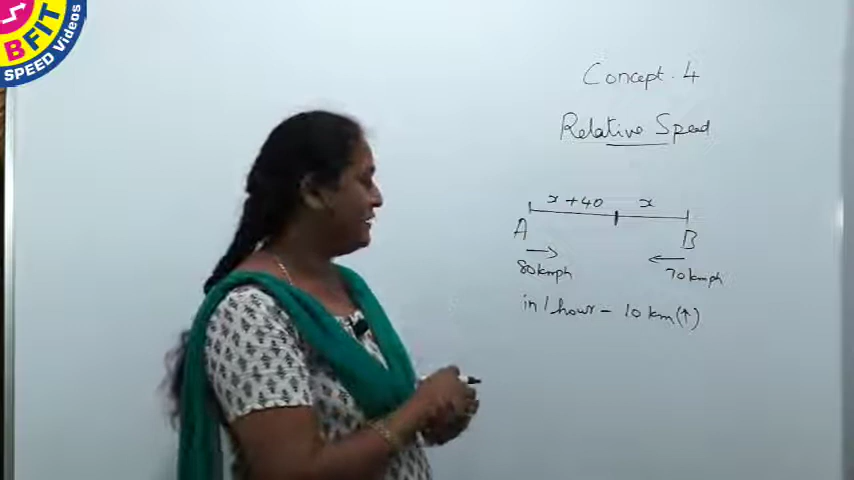 BFIT
SPEED Videos
Concept. 4
Relative Speed
x + 40 x
A B
80kmph 70kmph
in 1 hour - 10 km (↑)